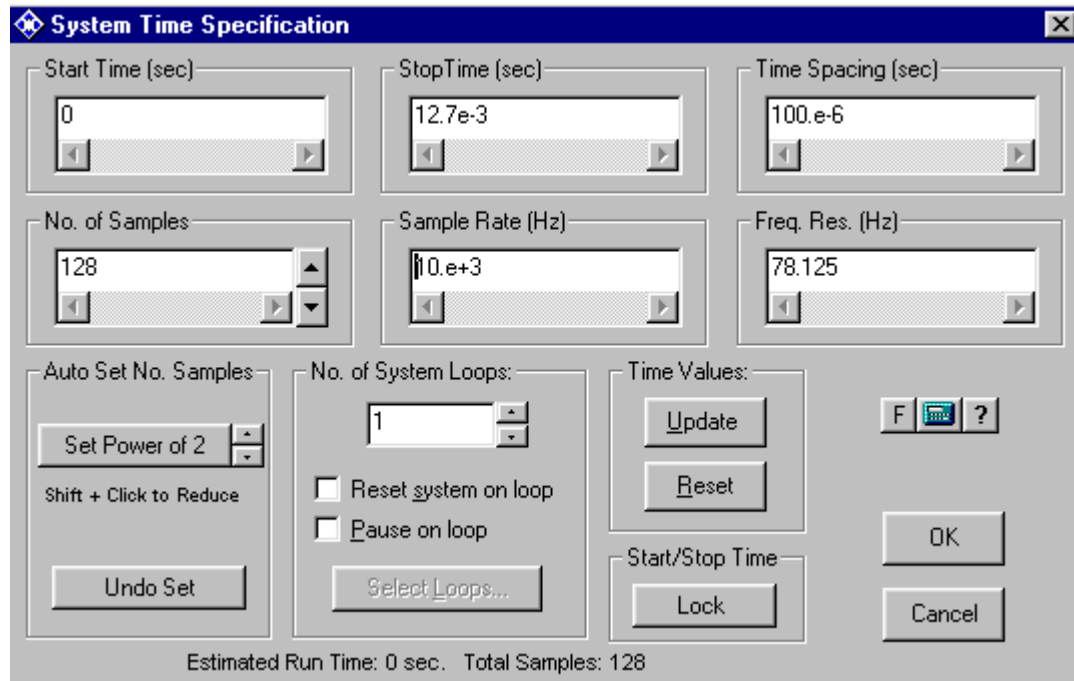 System Time Specification
Start Time (sec)
StopTime (sec)
Time Spacing (sec)
0
12.7e-3
100.e-6
No. of Samples
Sample Rate (Hz)
Freq. Res. (Hz)
128
10.e+3
78.125
Auto Set No. Samples
Set Power of 2
Shift + Click to Reduce
Undo Set
No. of System Loops:
1
Reset system on loop
Pause on loop
Select Loops...
Time Values:
Update
Reset
Start/Stop Time
Lock
F
?
OK
Cancel
Estimated Run Time: 0 sec. Total Samples: 128